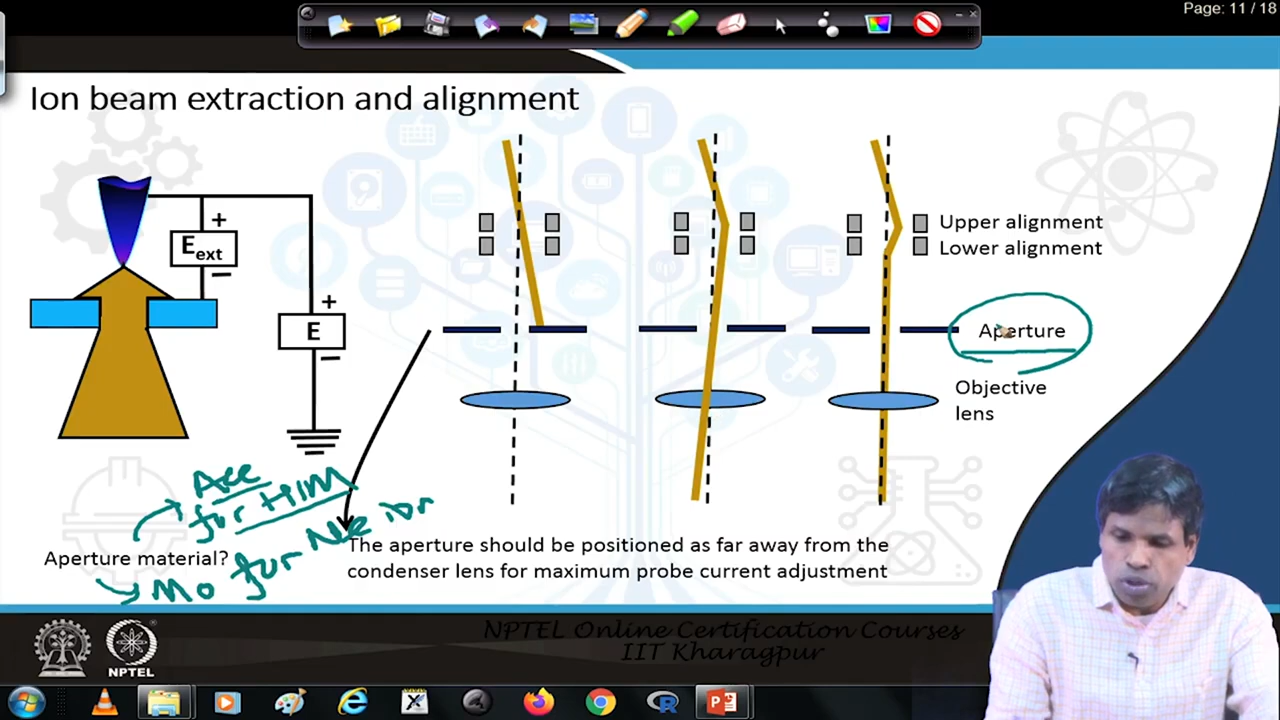 Page: 11 / 18
Ion beam extraction and alignment
+
Eext
−
+
E
−
Upper alignment
Lower alignment
Aperture
Objective
lens
for HIM
Aperture material?
Mo for Ne ion
The aperture should be positioned as far away from the
condenser lens for maximum probe current adjustment
NPTEL Online Certification Courses
IIT Kharagpur
NPTEL